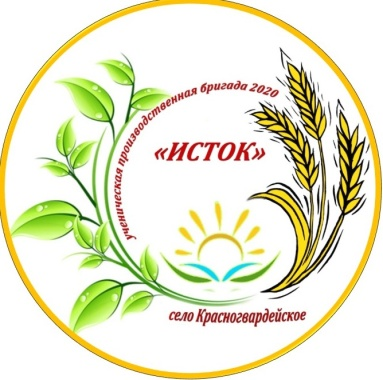 ученическая производственная бригада 2020
«ИСТОК»
село Красногвардейское